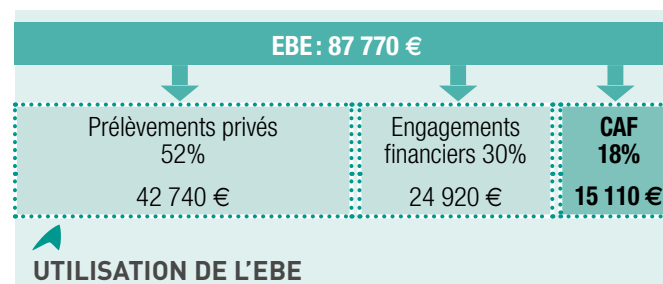 EBE : 87 770 €
Prélèvements privés
52%
42 740 €
Engagements
financiers 30%
24 920 €
CAF
18%
15 110 €
UTILISATION DE L'EBE